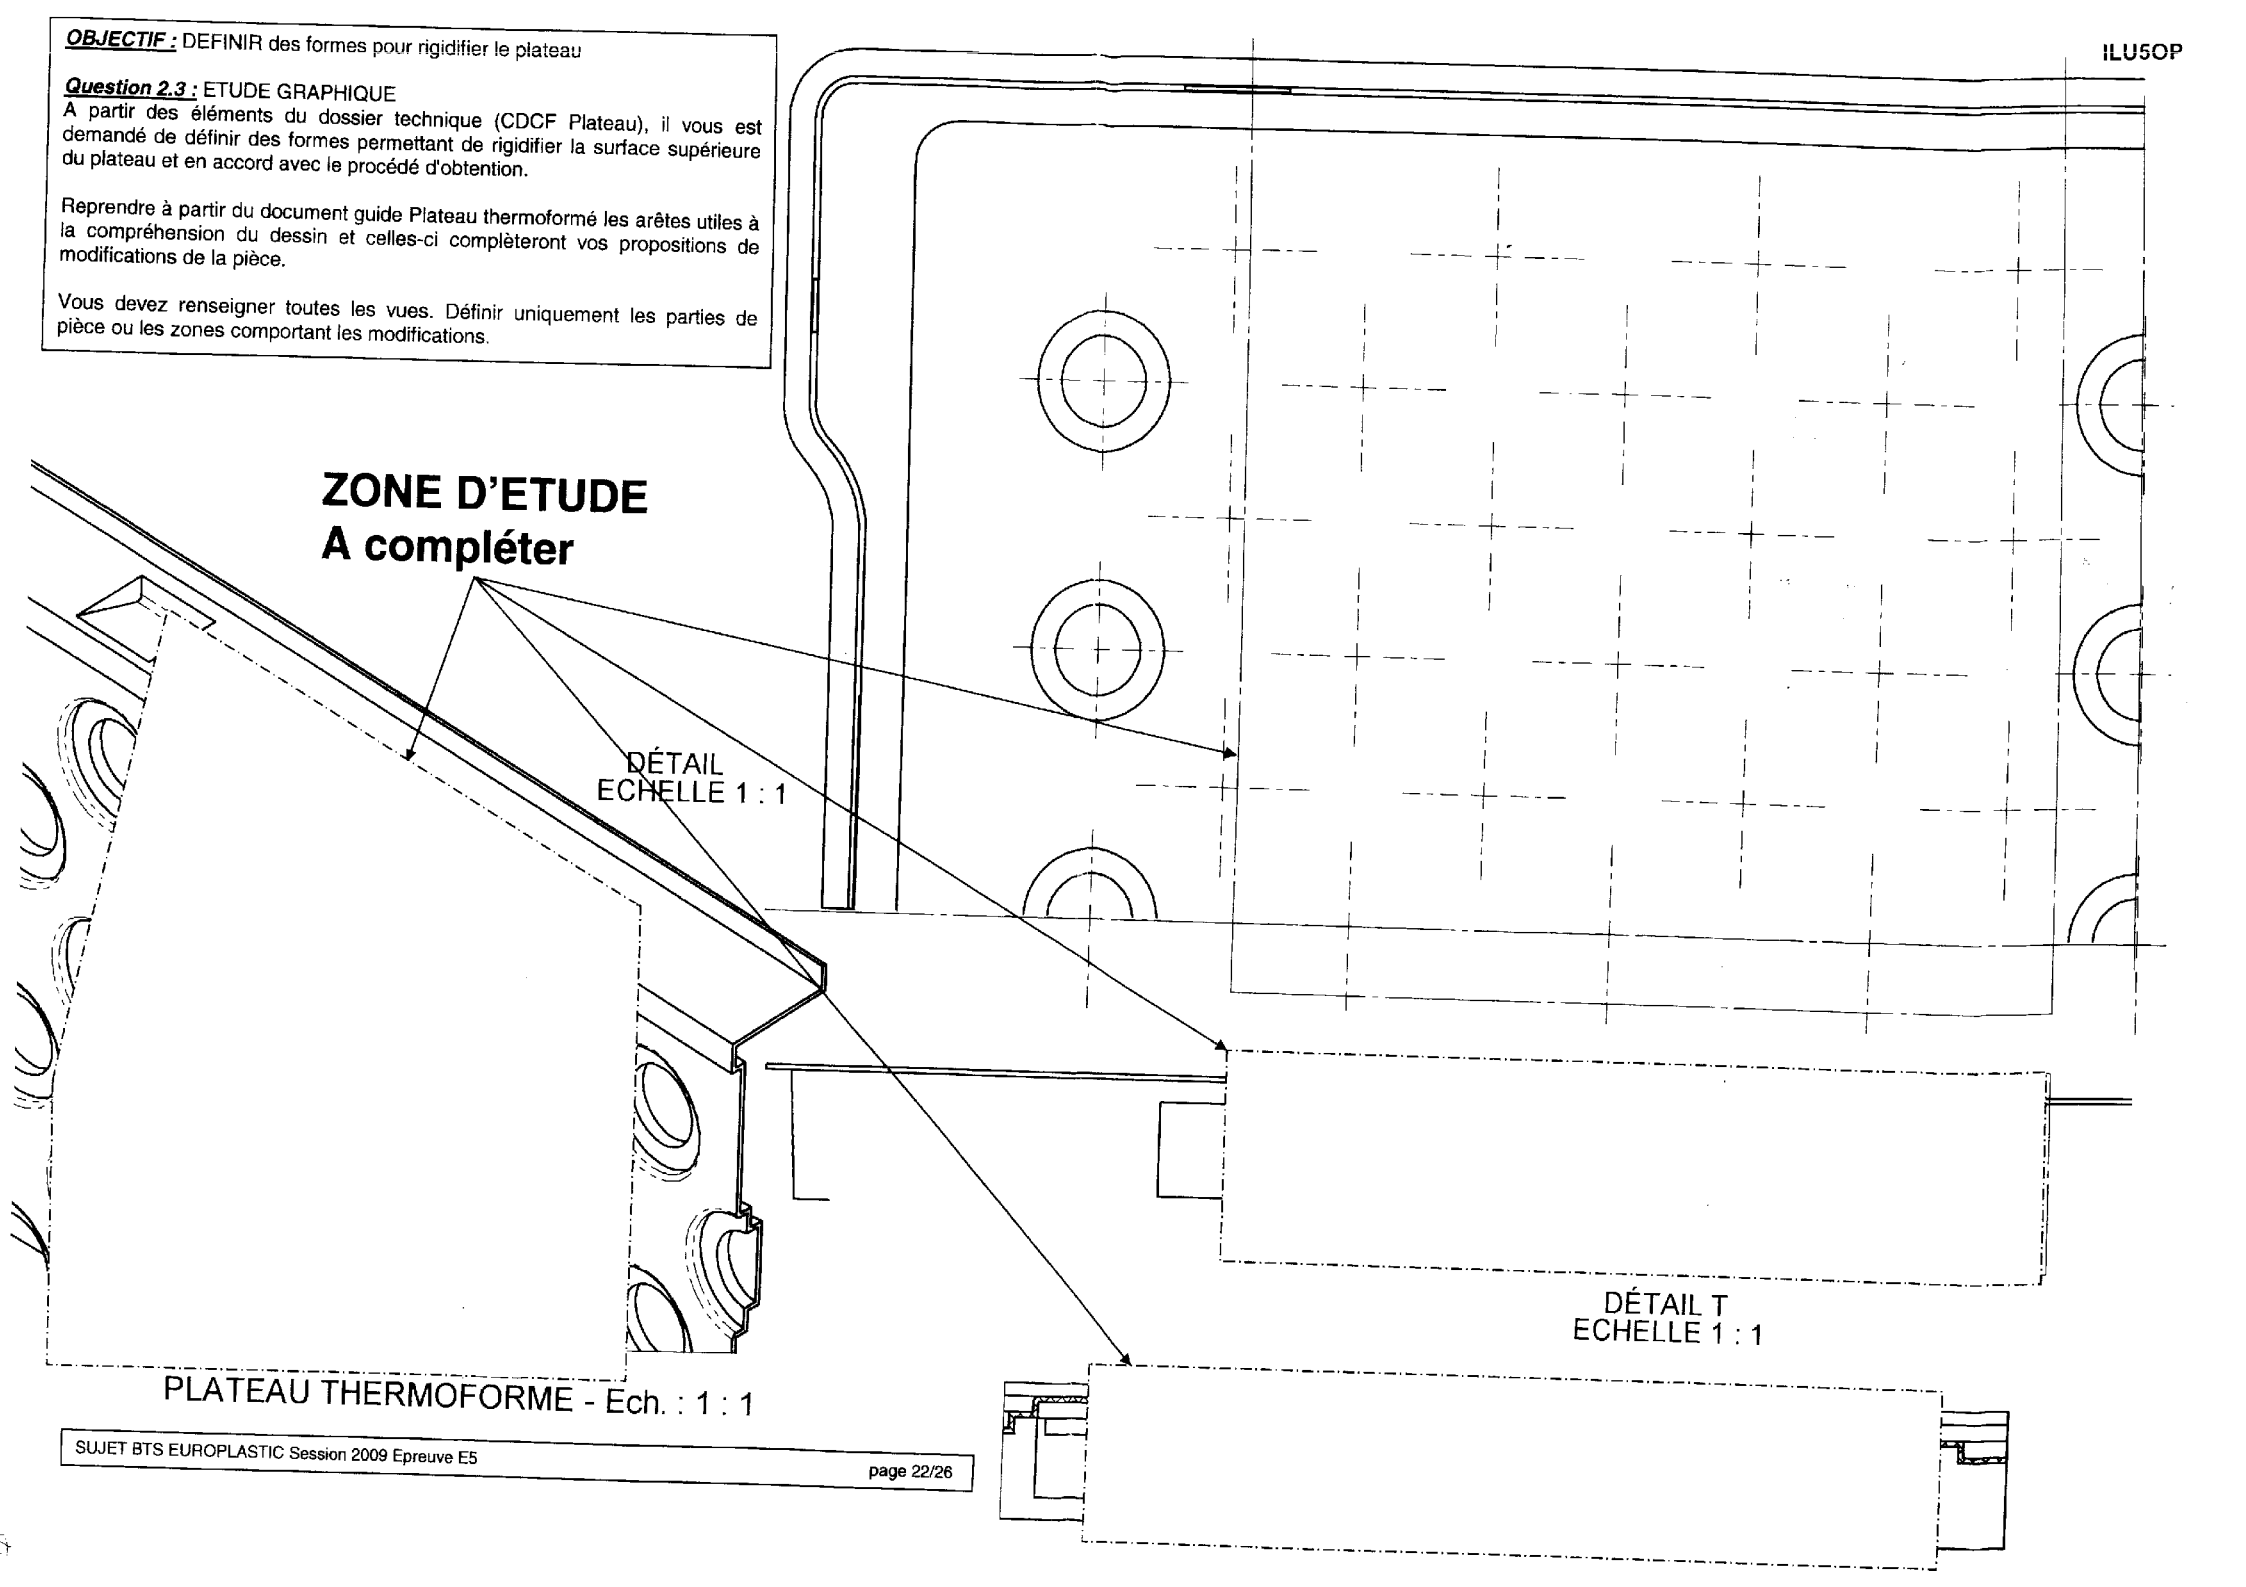 OBJECTIF : DEFINIR des formes pour rigidifier le plateau
Question 2.3 : ETUDE GRAPHIQUE
A partir des éléments du dossier technique (CDCF Plateau), il vous est
demandé de définir des formes permettant de rigidifier la surface supérieure
du plateau et en accord avec le procédé d'obtention.
Reprendre à partir du document guide Plateau thermoformé les arêtes utiles à
la compréhension du dessin et celles-ci complèteront vos propositions de
modifications de la pièce.
Vous devez renseigner toutes les vues. Définir uniquement les parties de
pièce ou les zones comportant les modifications.
ILU5OP
ZONE D'ETUDE
A compléter
DÉTAIL
ECHELLE 1 : 1
DÉTAIL T
ECHELLE 1 : 1
PLATEAU THERMOFORME - Ech. : 1 : 1
SUJET BTS EUROPLASTIC Session 2009 Epreuve E5
page 22/26